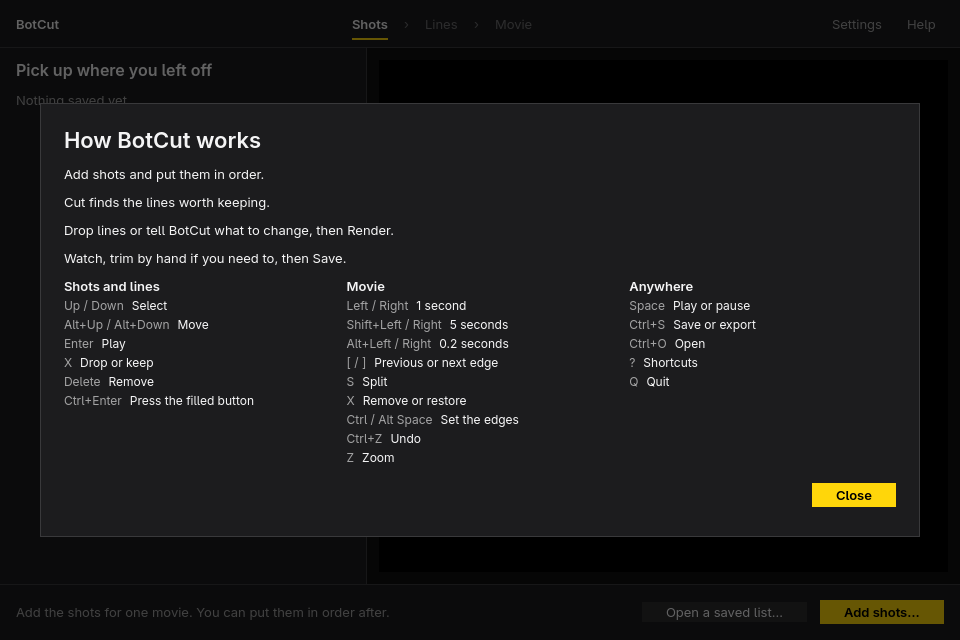 BotCut
Shots › Lines › Movie
Settings Help
Pick up where you left off
Nothing saved yet
How BotCut works
Add shots and put them in order.
Cut finds the lines worth keeping.
Drop lines or tell BotCut what to change, then Render.
Watch, trim by hand if you need to, then Save.
Shots and lines
Up / Down Select
Alt+Up / Alt+Down Move
Enter Play
X Drop or keep
Delete Remove
Ctrl+Enter Press the filled button
Movie
Left / Right 1 second
Shift+Left / Right 5 seconds
Alt+Left / Right 0.2 seconds
[ / ] Previous or next edge
S Split
X Remove or restore
Ctrl / Alt Space Set the edges
Ctrl+Z Undo
Z Zoom
Anywhere
Space Play or pause
Ctrl+S Save or export
Ctrl+O Open
? Shortcuts
Q Quit
Close
Add the shots for one movie. You can put them in order after.
Open a saved list...
Add shots...